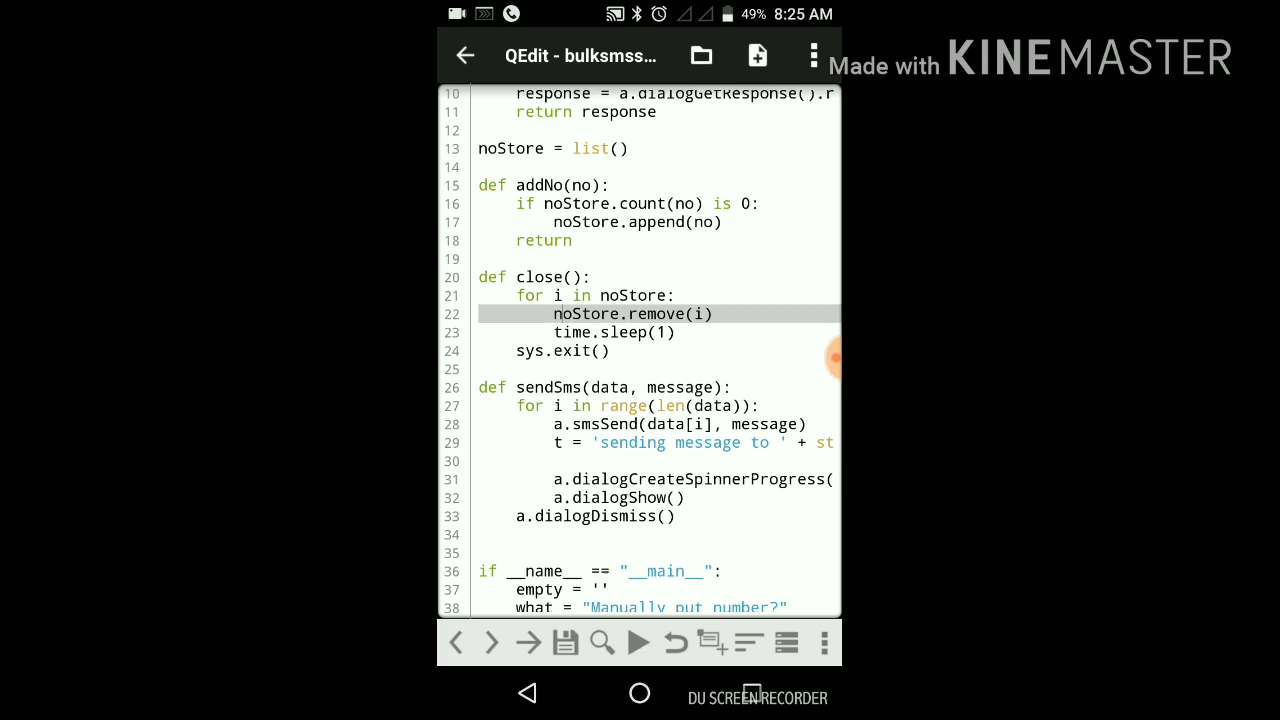 49% 8:25 AM
QEdit - bulksmss...
Made with KINEMASTER
10 response = a.dialogGetResponse().r
11 return response
12
13 noStore = list()
14
15 def addNo(no):
16 if noStore.count(no) is 0:
17 noStore.append(no)
18 return
19
20 def close():
21 for i in noStore:
22 noStore.remove(i)
23 time.sleep(1)
24 sys.exit()
25
26 def sendSms(data, message):
27 for i in range(len(data)):
28 a.smsSend(data[i], message)
29 t = 'sending message to ' + st
30
31 a.dialogCreateSpinnerProgress(
32 a.dialogShow()
33 a.dialogDismiss()
34
35
36 if __name__ == "__main__":
37 empty = ''
38 what = "Manually put number?"
DU SCREEN RECORDER